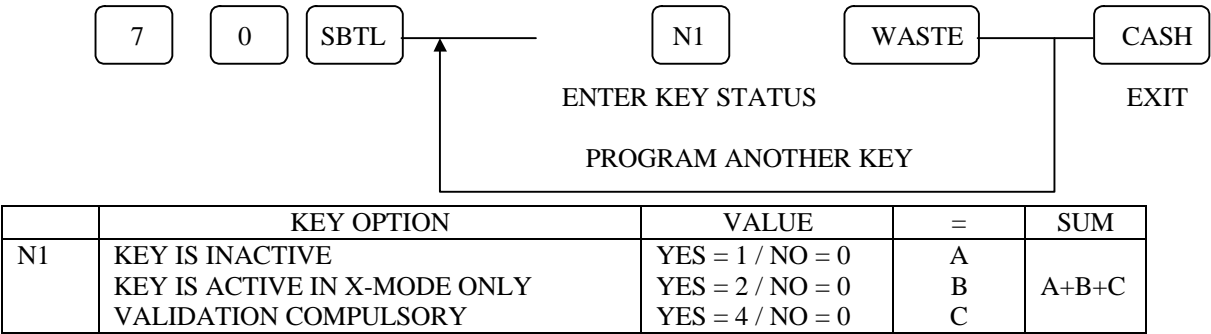 7 0 SBTL N1 WASTE CASH
ENTER KEY STATUS EXIT
PROGRAM ANOTHER KEY
KEY OPTION VALUE = SUM
N1 KEY IS INACTIVE YES = 1 / NO = 0 A
KEY IS ACTIVE IN X-MODE ONLY YES = 2 / NO = 0 B A+B+C
VALIDATION COMPULSORY YES = 4 / NO = 0 C